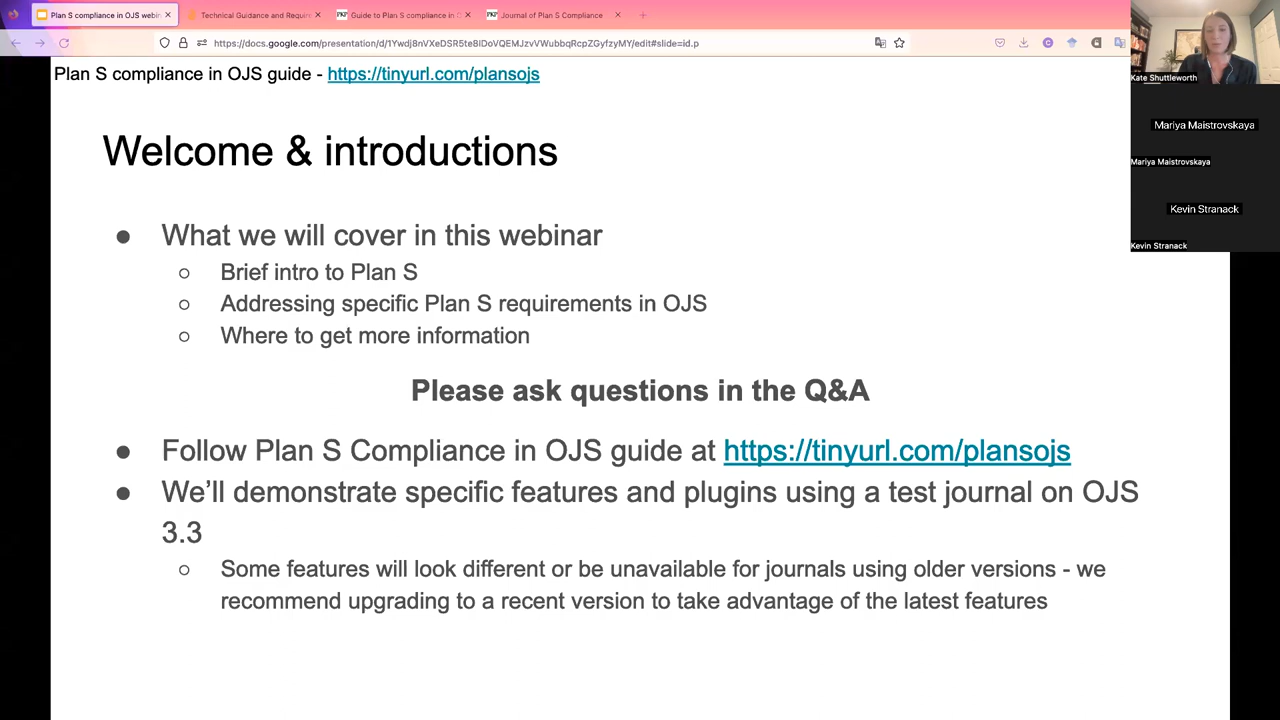 Plan S compliance in OJS webin
Technical Guidance and Require
PKP Guide to Plan S compliance in O
PKP Journal of Plan S Compliance
https://docs.google.com/presentation/d/1Ywdj8nVXeDSR5te8IDoVQEMJzvVWubbqRcpZGyfzyMY/edit#slide=id.p
Plan S compliance in OJS guide - https://tinyurl.com/plansojs
Kate Shuttleworth
Mariya Maistrovskaya
Mariya Maistrovskaya
Kevin Stranack
Kevin Stranack
Welcome & introductions
● What we will cover in this webinar
○ Brief intro to Plan S
○ Addressing specific Plan S requirements in OJS
○ Where to get more information
Please ask questions in the Q&A
● Follow Plan S Compliance in OJS guide at https://tinyurl.com/plansojs
● We’ll demonstrate specific features and plugins using a test journal on OJS
3.3
○ Some features will look different or be unavailable for journals using older versions - we
recommend upgrading to a recent version to take advantage of the latest features